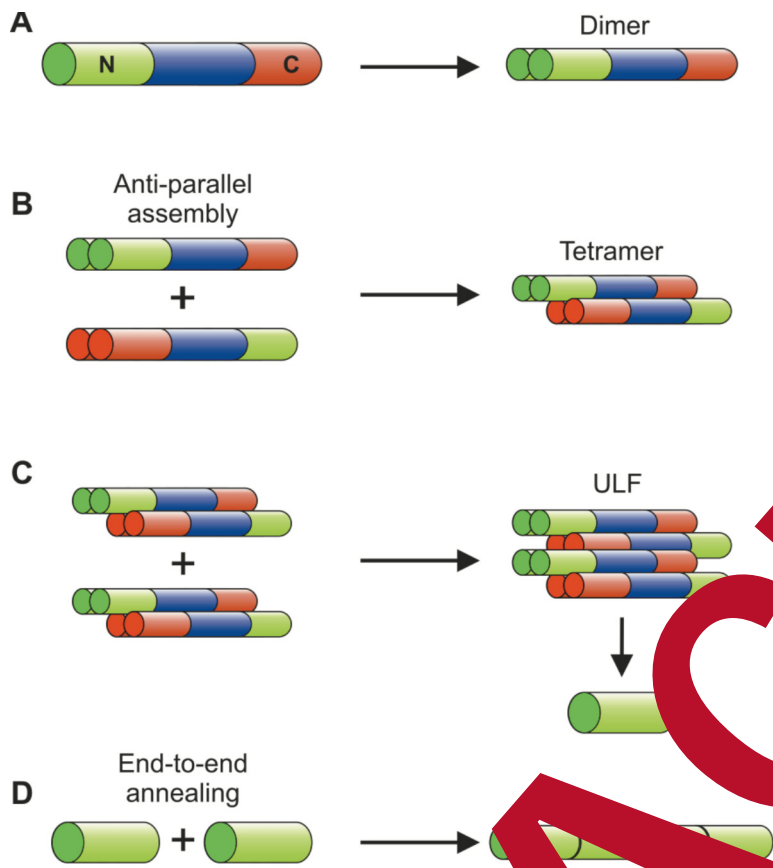 A
N
C
Dimer
B
Anti-parallel
assembly
+
Tetramer
C
+
ULF
End-to-end
annealing
D
+